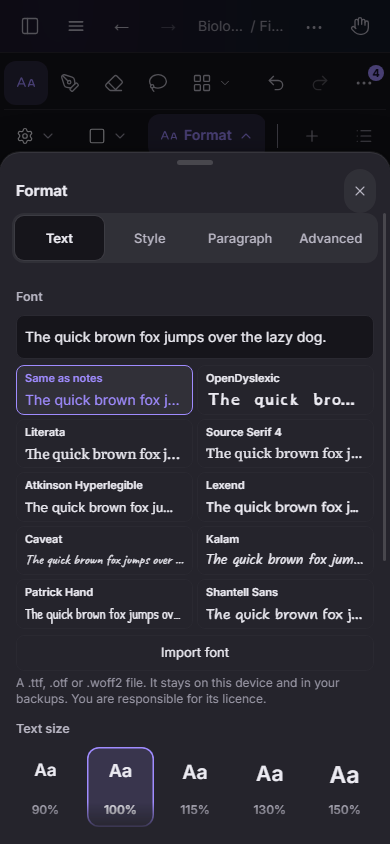 Biolo... / Fi...
AA
4
AA Format
Format
Text Style Paragraph Advanced
Font
The quick brown fox jumps over the lazy dog.
Same as notes
The quick brown fox j...
OpenDyslexic
The quick bro...
Literata
The quick brown fox j...
Source Serif 4
The quick brown fox j...
Atkinson Hyperlegible
The quick brown fox ju...
Lexend
The quick brown fox j...
Caveat
The quick brown fox jumps over ...
Kalam
The quick brown fox jum...
Patrick Hand
The quick brown fox jumps ov...
Shantell Sans
The quick brown fox j...
Import font
A .ttf, .otf or .woff2 file. It stays on this device and in your
backups. You are responsible for its licence.
Text size
Aa Aa Aa Aa Aa
90% 100% 115% 130% 150%